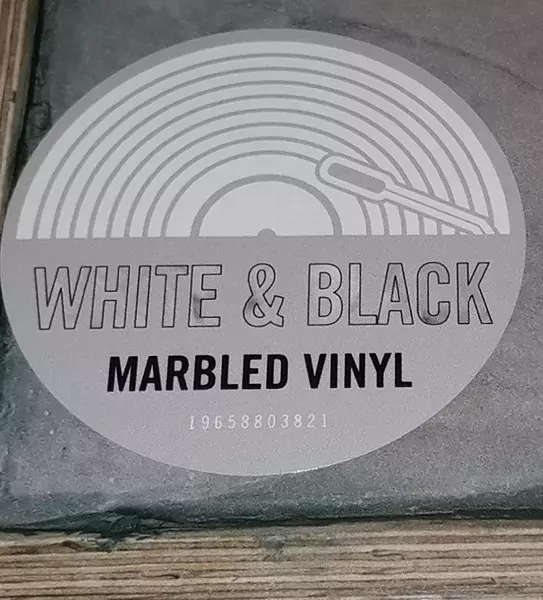 WHITE & BLACK
MARBLED VINYL
19658803821